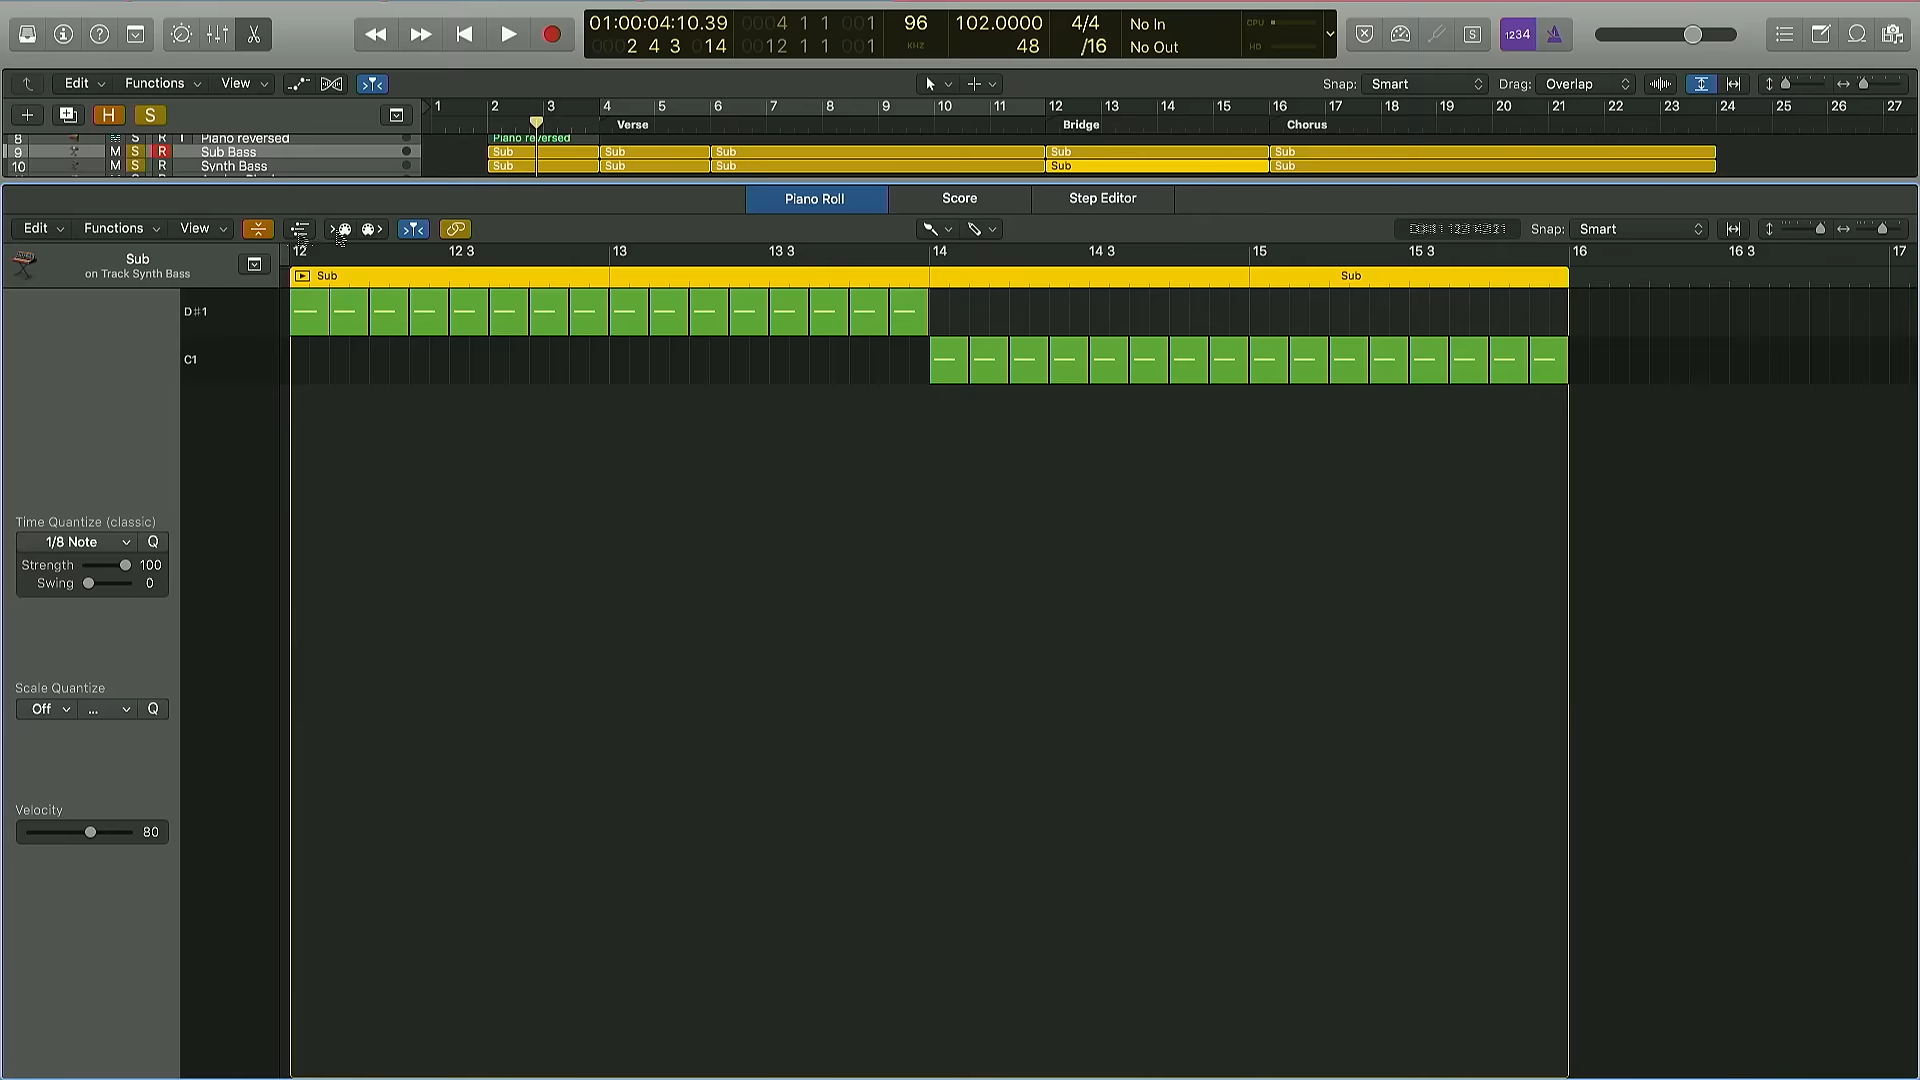 01:00:04:10.39 0004 1 1 001 96 102.0000 4/4 No In CPU
0002 4 3 014 0012 1 1 001 KHZ 48 /16 No Out HD
1234
S
Edit Functions View Snap: Smart Drag: Overlap
H S 1 2 3 4 5 6 7 8 9 10 11 12 13 14 15 16 17 18 19 20 21 22 23 24 25 26 27
Verse Bridge Chorus
8 M S R I Piano reversed Piano reversed
9 M S R Sub Bass Sub Sub Sub Sub Sub
10 M S R Synth Bass Sub Sub Sub Sub Sub
Piano Roll Score Step Editor
Edit Functions View Snap: Smart
12 12 3 13 13 3 14 14 3 15 15 3 16 16 3 17
Sub
on Track Synth Bass
Sub Sub
D♯1
C1
Time Quantize (classic)
1/8 Note Q
Strength 100
Swing 0
Scale Quantize
Off ... Q
Velocity
80